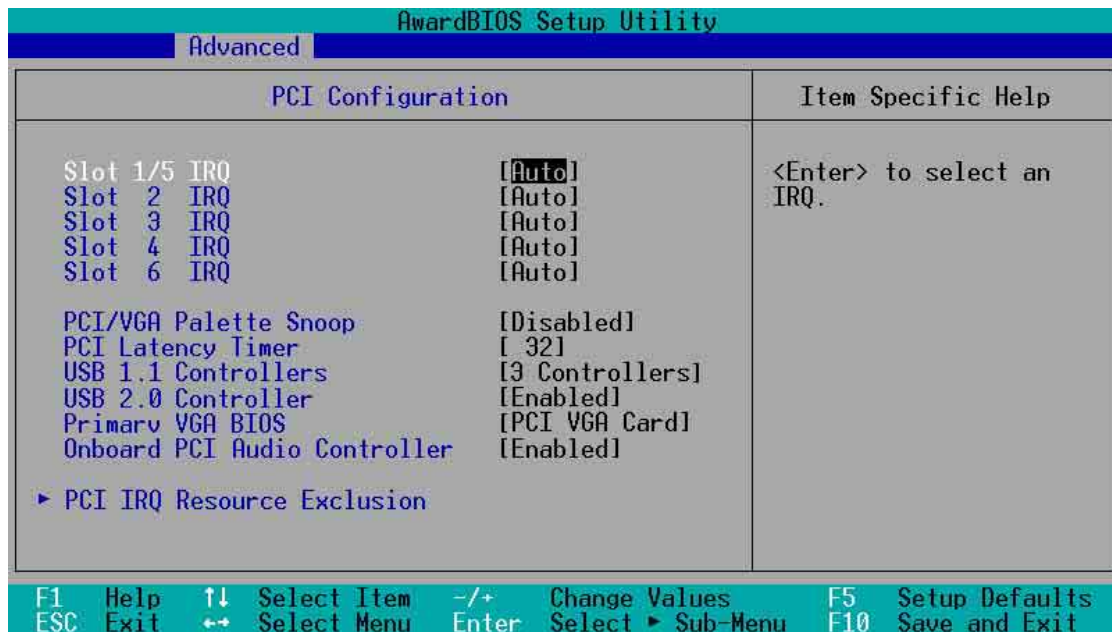 AwardBIOS Setup Utility
Advanced
PCI Configuration
Item Specific Help
Slot 1/5 IRQ [Auto]
Slot 2 IRQ [Auto]
Slot 3 IRQ [Auto]
Slot 4 IRQ [Auto]
Slot 6 IRQ [Auto]
PCI/VGA Palette Snoop [Disabled]
PCI Latency Timer [ 32]
USB 1.1 Controllers [3 Controllers]
USB 2.0 Controller [Enabled]
Primary VGA BIOS [PCI VGA Card]
Onboard PCI Audio Controller [Enabled]
▸ PCI IRQ Resource Exclusion
<Enter> to select an
IRQ.
F1 Help ↑↓ Select Item -/+ Change Values F5 Setup Defaults
ESC Exit ←→ Select Menu Enter Select ▸ Sub-Menu F10 Save and Exit